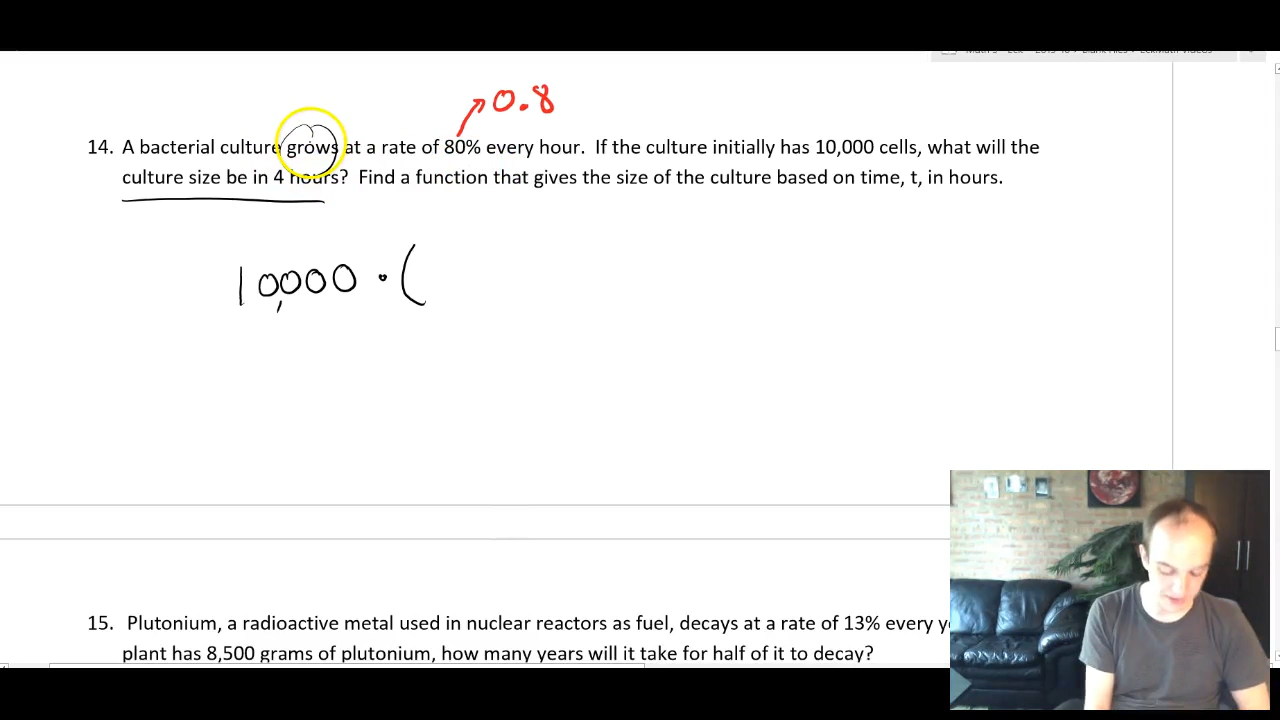 0.8
14. A bacterial culture grows at a rate of 80% every hour. If the culture initially has 10,000 cells, what will the
culture size be in 4 hours? Find a function that gives the size of the culture based on time, t, in hours.
10,000 · (
15. Plutonium, a radioactive metal used in nuclear reactors as fuel, decays at a rate of 13% every
plant has 8,500 grams of plutonium, how many years will it take for half of it to decay?